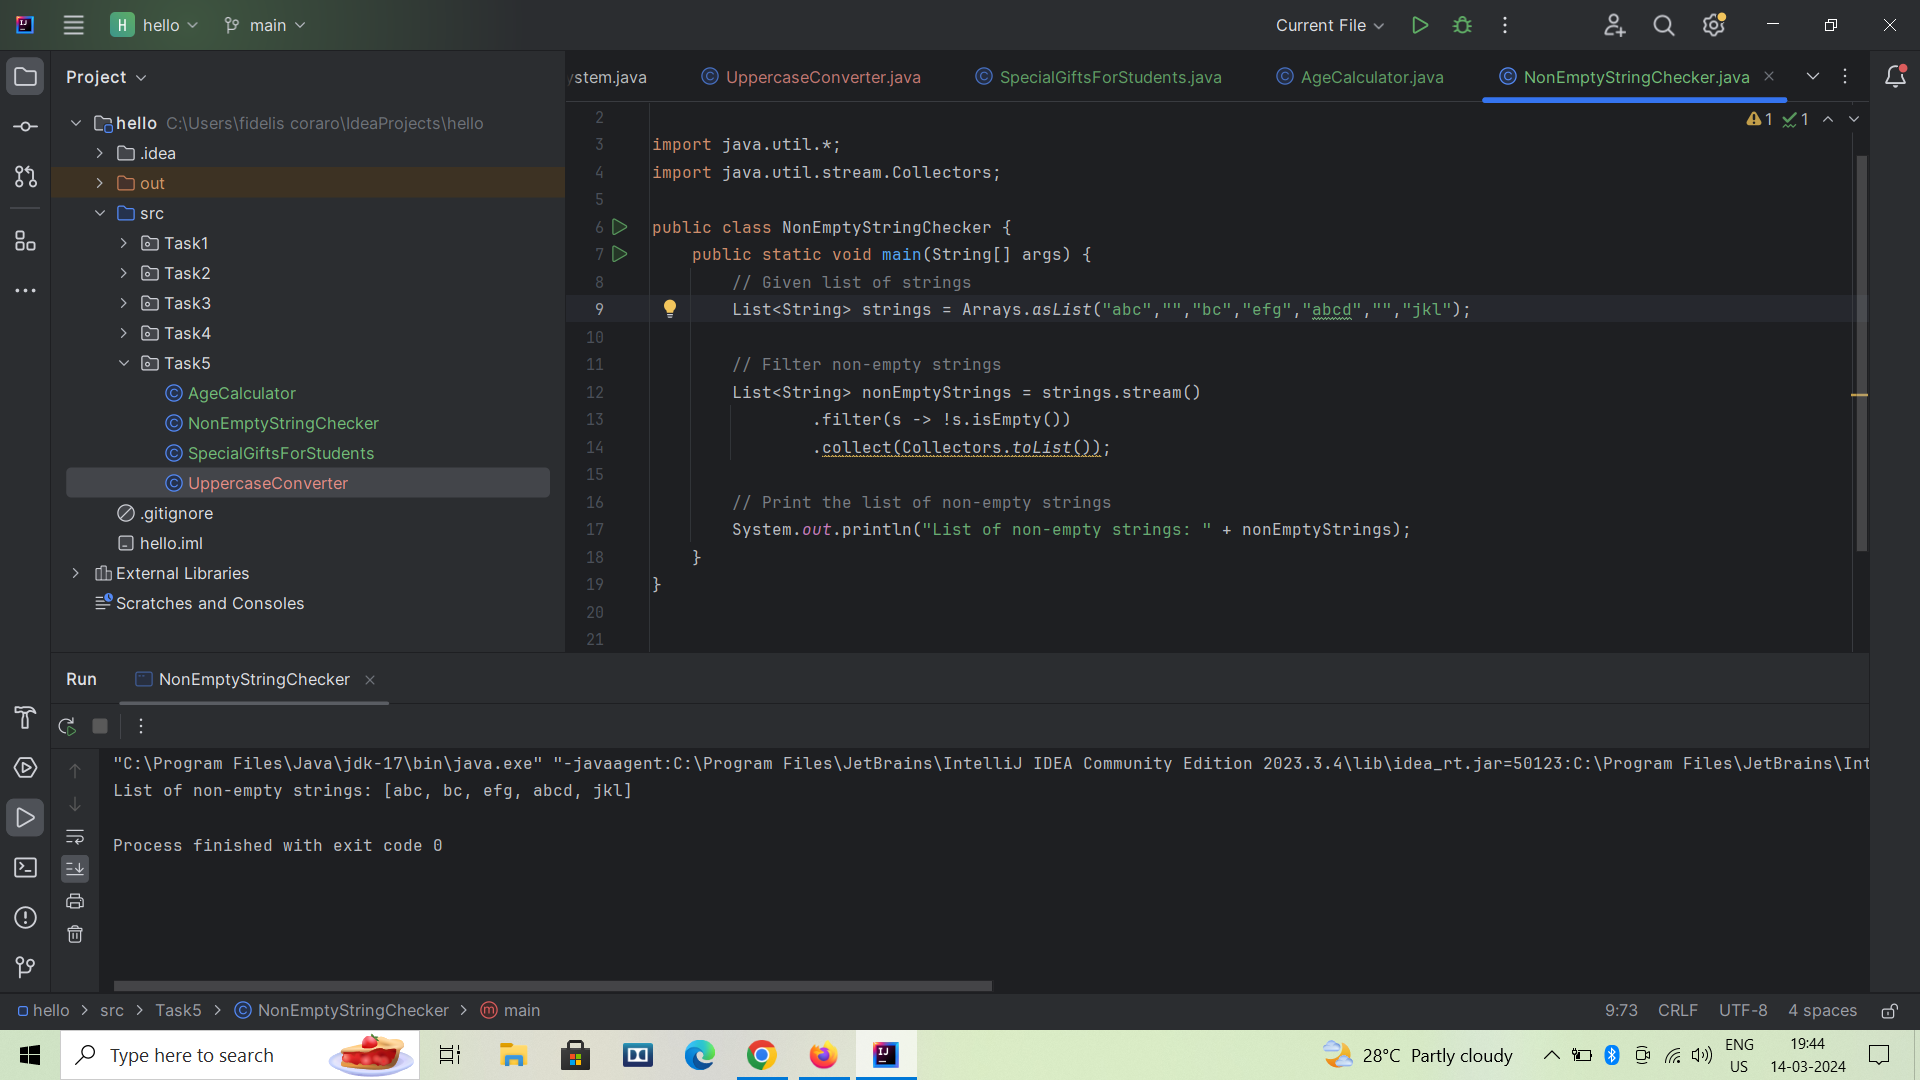 H hello main Current File
Project
hello C:\Users\fidelis coraro\IdeaProjects\hello
.idea
out
src
Task1
Task2
Task3
Task4
Task5
AgeCalculator
NonEmptyStringChecker
SpecialGiftsForStudents
UppercaseConverter
.gitignore
hello.iml
External Libraries
Scratches and Consoles
ystem.java UppercaseConverter.java SpecialGiftsForStudents.java AgeCalculator.java NonEmptyStringChecker.java
1 1
2
3 import java.util.*;
4 import java.util.stream.Collectors;
5
6 public class NonEmptyStringChecker {
7 public static void main(String[] args) {
8 // Given list of strings
9 List<String> strings = Arrays.asList("abc","","bc","efg","abcd","","jkl");
10
11 // Filter non-empty strings
12 List<String> nonEmptyStrings = strings.stream()
13 .filter(s -> !s.isEmpty())
14 .collect(Collectors.toList());
15
16 // Print the list of non-empty strings
17 System.out.println("List of non-empty strings: " + nonEmptyStrings);
18 }
19 }
20
21
Run NonEmptyStringChecker
"C:\Program Files\Java\jdk-17\bin\java.exe" "-javaagent:C:\Program Files\JetBrains\IntelliJ IDEA Community Edition 2023.3.4\lib\idea_rt.jar=50123:C:\Program Files\JetBrains\Int
List of non-empty strings: [abc, bc, efg, abcd, jkl]
Process finished with exit code 0
hello src Task5 NonEmptyStringChecker main 9:73 CRLF UTF-8 4 spaces
Type here to search 28°C Partly cloudy ENG US 19:44 14-03-2024